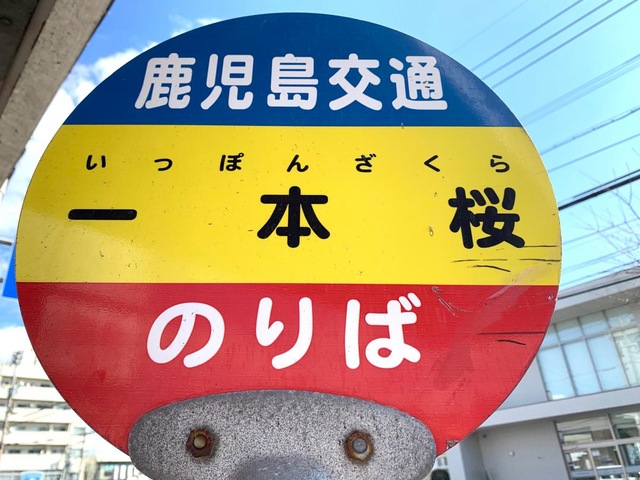 鹿児島交通
いっぽんざくら
一本桜
のりば